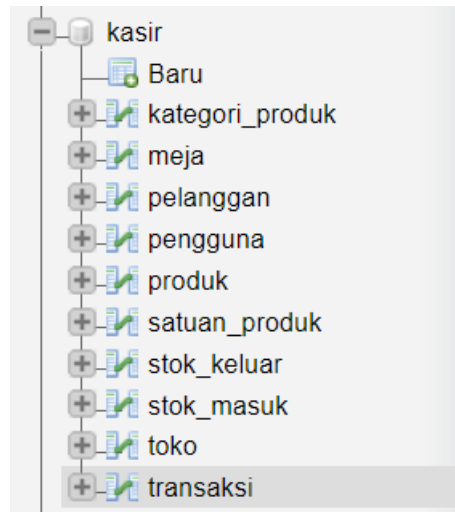 kasir
Baru
kategori_produk
meja
pelanggan
pengguna
produk
satuan_produk
stok_keluar
stok_masuk
toko
transaksi